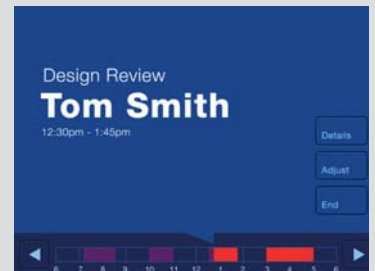 Design Review
Tom Smith
12:30pm - 1:45pm
Details
Adjust
End
6 7 8 9 10 11 12 1 2 3 4 5 6